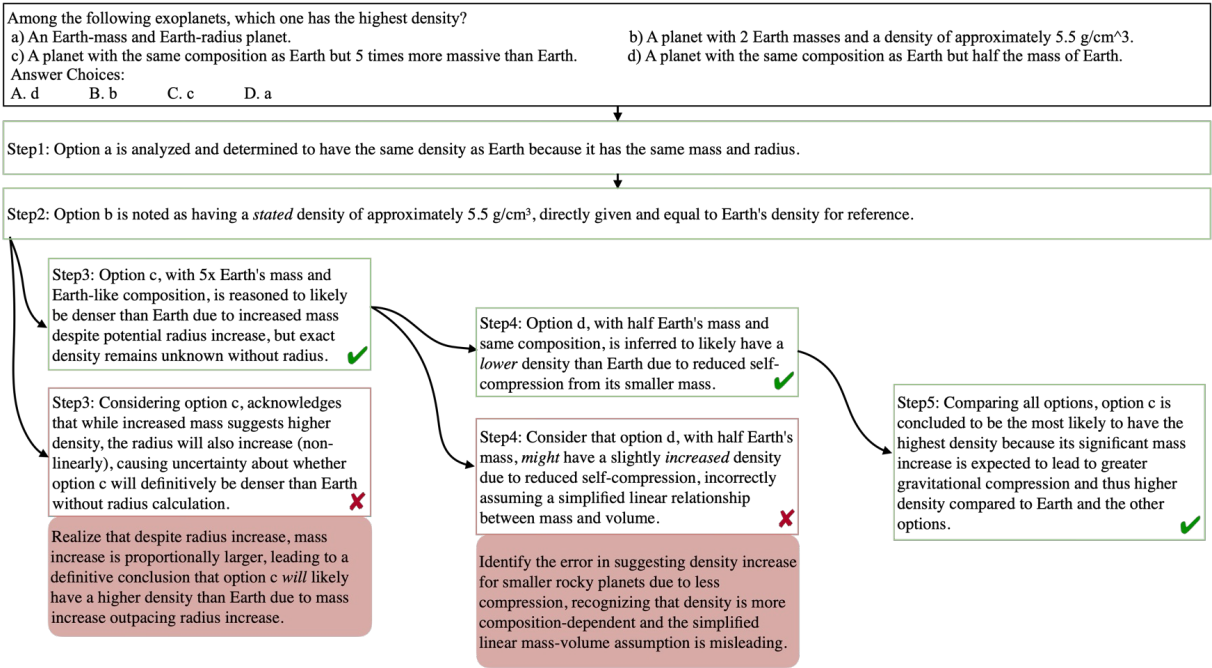 Among the following exoplanets, which one has the highest density?
a) An Earth-mass and Earth-radius planet. b) A planet with 2 Earth masses and a density of approximately 5.5 g/cm^3.
c) A planet with the same composition as Earth but 5 times more massive than Earth. d) A planet with the same composition as Earth but half the mass of Earth.
Answer Choices:
A. d B. b C. c D. a
Step1: Option a is analyzed and determined to have the same density as Earth because it has the same mass and radius.
Step2: Option b is noted as having a stated density of approximately 5.5 g/cm³, directly given and equal to Earth's density for reference.
Step3: Option c, with 5x Earth's mass and
Earth-like composition, is reasoned to likely
be denser than Earth due to increased mass
despite potential radius increase, but exact
density remains unknown without radius.
Step3: Considering option c, acknowledges
that while increased mass suggests higher
density, the radius will also increase (non-
linearly), causing uncertainty about whether
option c will definitively be denser than Earth
without radius calculation.
Realize that despite radius increase, mass
increase is proportionally larger, leading to a
definitive conclusion that option c will likely
have a higher density than Earth due to mass
increase outpacing radius increase.
Step4: Option d, with half Earth's mass and
same composition, is inferred to likely have a
lower density than Earth due to reduced self-
compression from its smaller mass.
Step4: Consider that option d, with half Earth's
mass, might have a slightly increased density
due to reduced self-compression, incorrectly
assuming a simplified linear relationship
between mass and volume.
Identify the error in suggesting density increase
for smaller rocky planets due to less
compression, recognizing that density is more
composition-dependent and the simplified
linear mass-volume assumption is misleading.
Step5: Comparing all options, option c is
concluded to be the most likely to have the
highest density because its significant mass
increase is expected to lead to greater
gravitational compression and thus higher
density compared to Earth and the other
options.